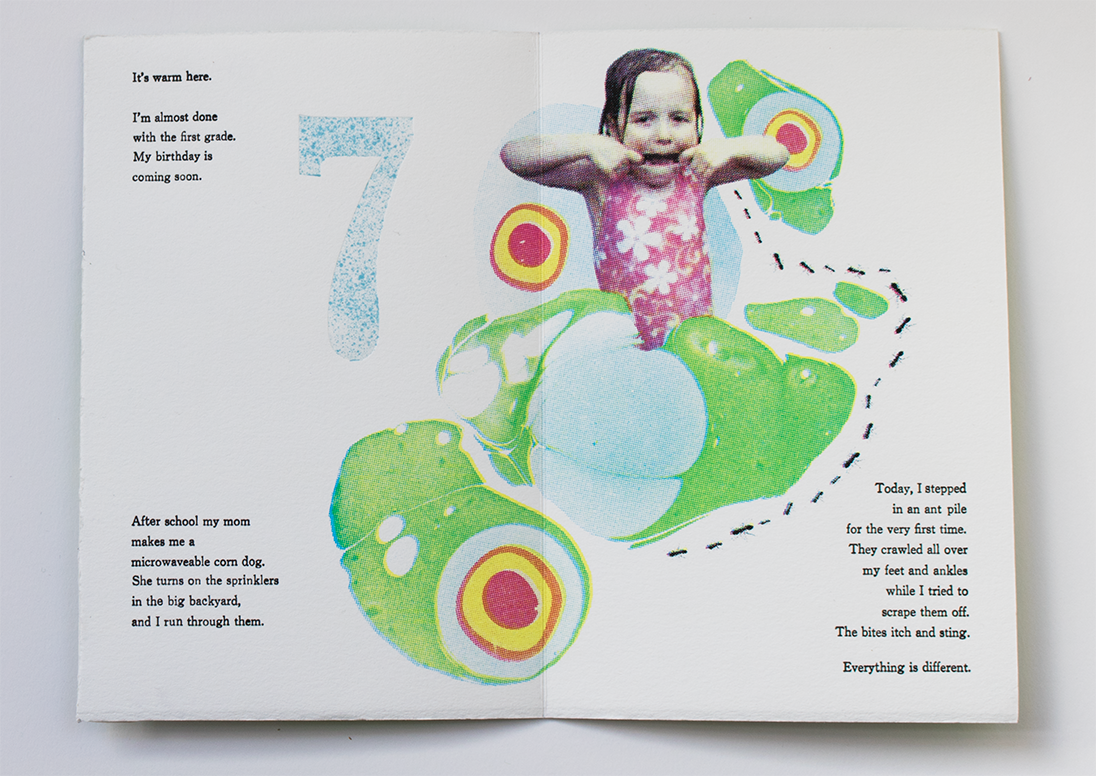 It's warm here.
I'm almost done
with the first grade.
My birthday is
coming soon.
7
After school my mom
makes me a
microwaveable corn dog.
She turns on the sprinklers
in the big backyard,
and I run through them.
Today, I stepped
in an ant pile
for the very first time.
They crawled all over
my feet and ankles
while I tried to
scrape them off.
The bites itch and sting.
Everything is different.